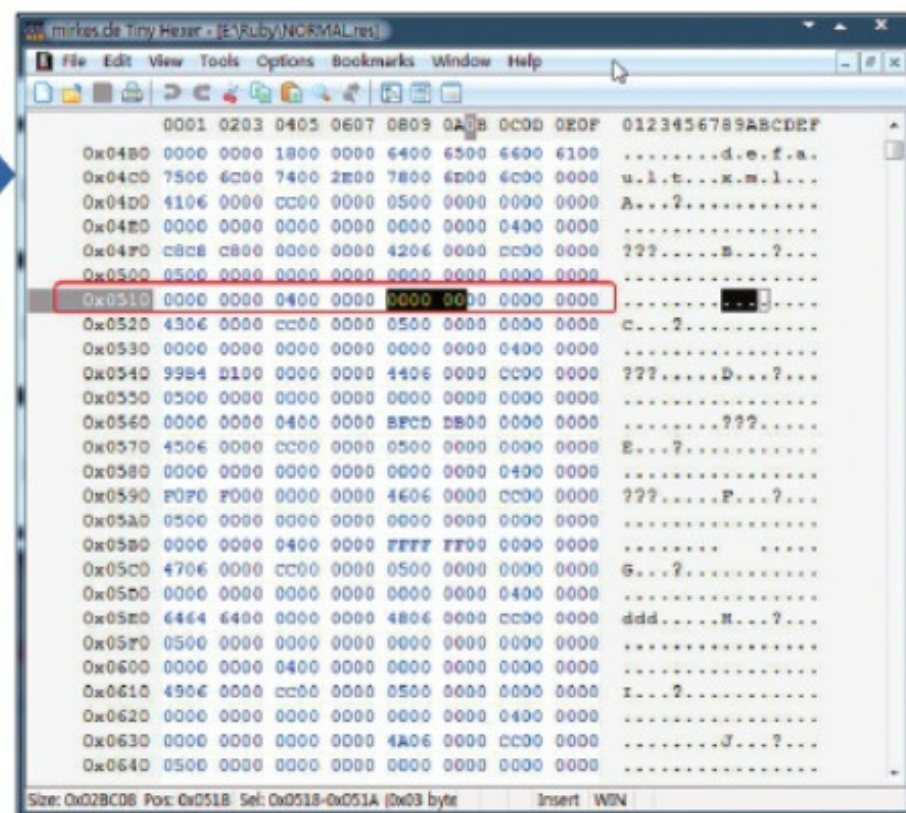 mirkes.de Tiny Hexer - [E:\Ruby\NORMAL.res]
File Edit View Tools Options Bookmarks Window Help
0001 0203 0405 0607 0809 0A0B 0C0D 0E0F 0123456789ABCDEF
0x04B0 0000 0000 1800 0000 6400 6500 6600 6100 ........d.e.f.a.
0x04C0 7500 6C00 7400 2E00 7800 6D00 6C00 0000 u.l.t...x.m.l...
0x04D0 4106 0000 CC00 0000 0500 0000 0000 0000 A...?...........
0x04E0 0000 0000 0000 0000 0000 0000 0400 0000 ................
0x04F0 C8C8 C800 0000 0000 4206 0000 CC00 0000 ???.....B...?...
0x0500 0500 0000 0000 0000 0000 0000 0000 0000 ................
0x0510 0000 0000 0400 0000 0000 0000 0000 0000 ................
0x0520 4306 0000 CC00 0000 0500 0000 0000 0000 C...?...........
0x0530 0000 0000 0000 0000 0000 0000 0400 0000 ................
0x0540 99B4 D100 0000 0000 4406 0000 CC00 0000 ???.....D...?...
0x0550 0500 0000 0000 0000 0000 0000 0000 0000 ................
0x0560 0000 0000 0400 0000 BFCD DB00 0000 0000 ........???.....
0x0570 4506 0000 CC00 0000 0500 0000 0000 0000 E...?...........
0x0580 0000 0000 0000 0000 0000 0000 0400 0000 ................
0x0590 F0F0 F000 0000 0000 4606 0000 CC00 0000 ???.....F...?...
0x05A0 0500 0000 0000 0000 0000 0000 0000 0000 ................
0x05B0 0000 0000 0400 0000 FFFF FF00 0000 0000 ........ .....
0x05C0 4706 0000 CC00 0000 0500 0000 0000 0000 G...?...........
0x05D0 0000 0000 0000 0000 0000 0000 0400 0000 ................
0x05E0 6464 6400 0000 0000 4806 0000 CC00 0000 ddd.....H...?...
0x05F0 0500 0000 0000 0000 0000 0000 0000 0000 ................
0x0600 0000 0000 0400 0000 0000 0000 0000 0000 ................
0x0610 4906 0000 CC00 0000 0500 0000 0000 0000 I...?...........
0x0620 0000 0000 0000 0000 0000 0000 0400 0000 ................
0x0630 0000 0000 0000 0000 4A06 0000 CC00 0000 ........J...?...
0x0640 0500 0000 0000 0000 0000 0000 0000 0000 ................
Size: 0x02BC08 Pos: 0x051B Sel: 0x0518-0x051A (0x03 byte Insert WIN